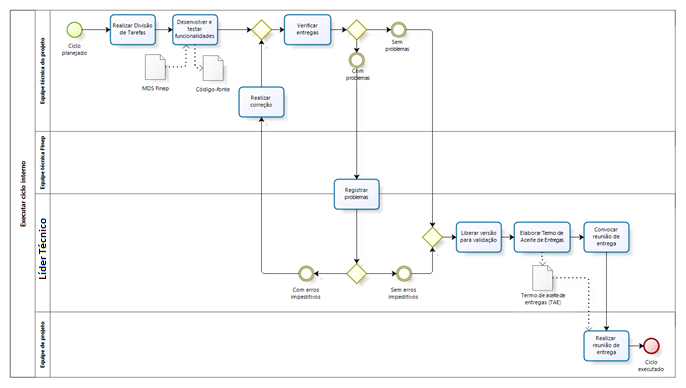 Executar ciclo interno
Equipe técnica do projeto
Ciclo
planejado
Realizar Divisão
de Tarefas
Desenvolver e
testar
funcionalidades
MDS Finep
Código-fonte
Verificar
entregas
Sem
problemas
Com
problemas
Realizar
correção
Equipe técnica Finep
Registrar
problemas
Líder Técnico
Com erros
impeditivos
Sem erros
impeditivos
Liberar versão
para validação
Elaborar Termo de
Aceite de Entregas
Convocar
reunião de
entrega
Termo de acete de
entregas (TAE)
Equipe de projeto
Realizar
reunião de
entrega
Ciclo
executado